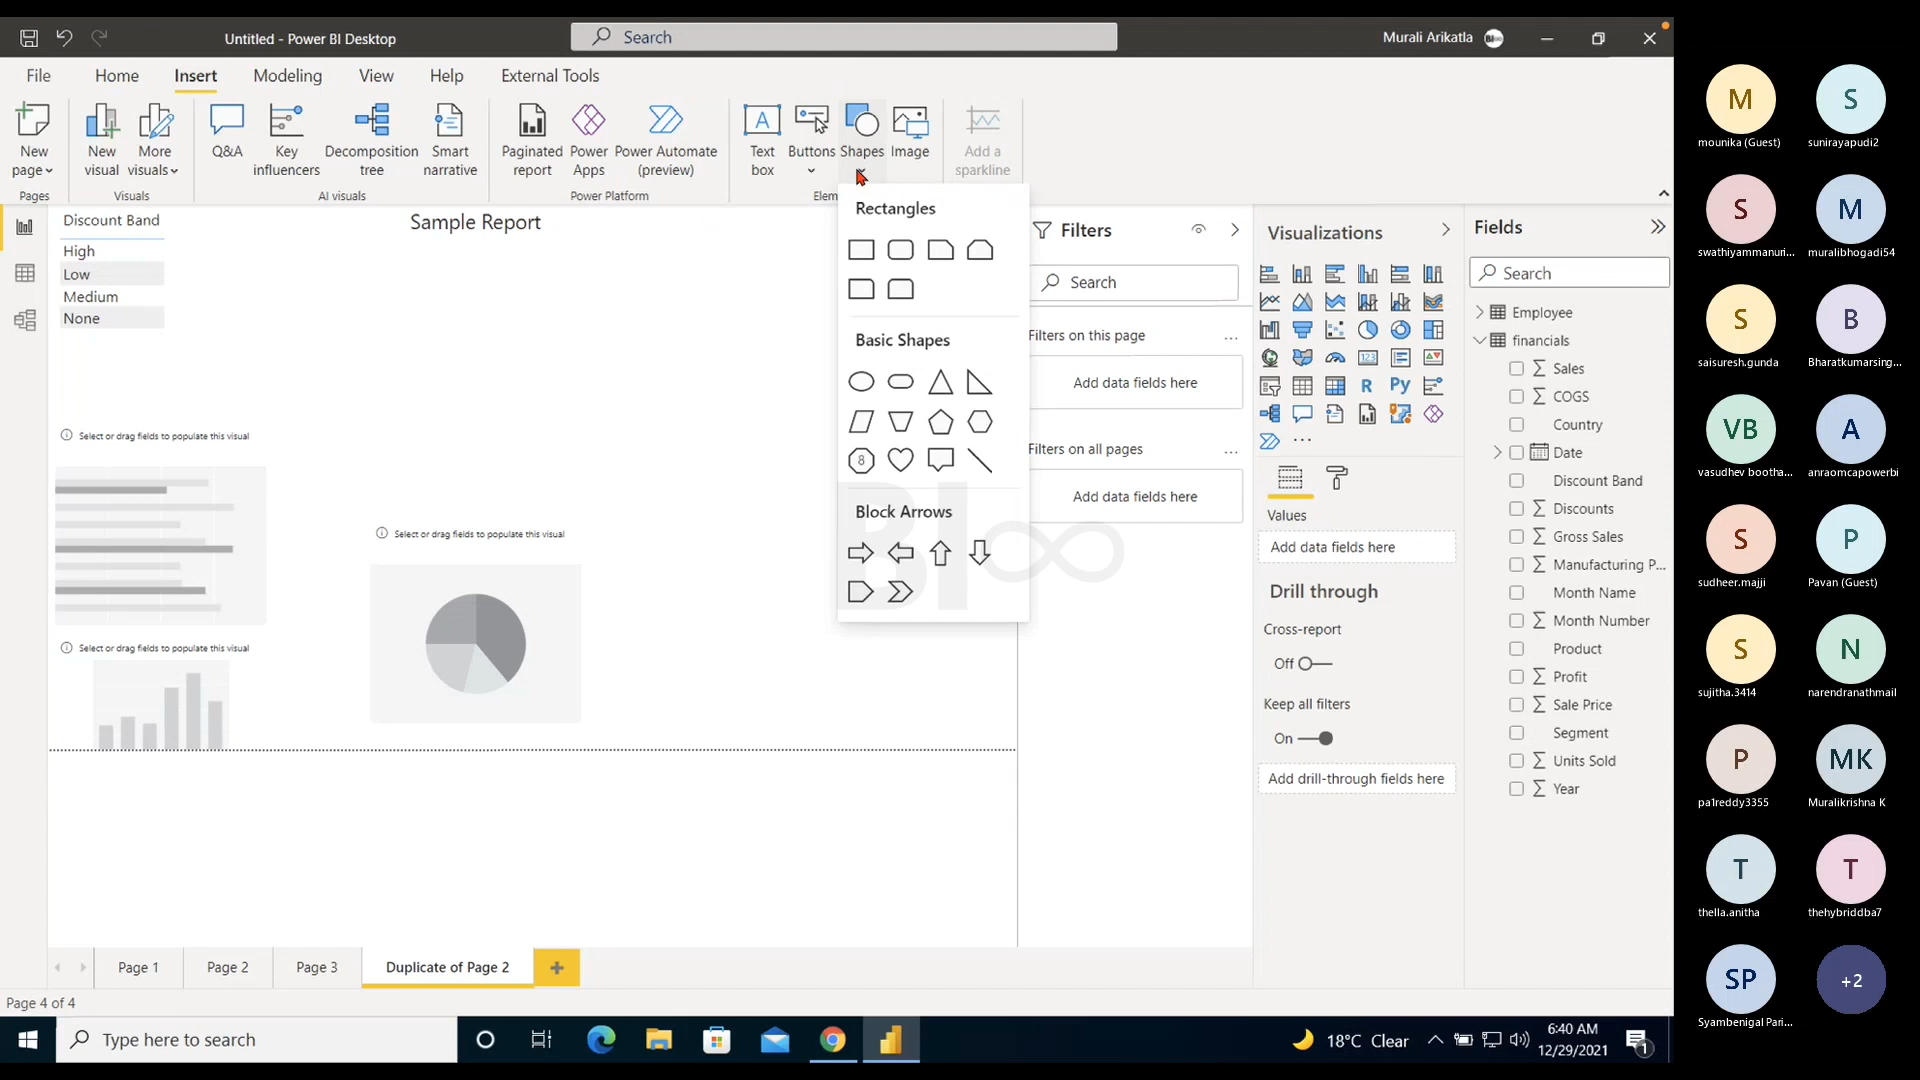 Untitled - Power BI Desktop
Search
Murali Arikatla
File
Home
Insert
Modeling
View
Help
External Tools
New page
New visual
More visuals
Q&A
Key influencers
Decomposition tree
Smart narrative
Paginated report
Power Apps
Power Automate (preview)
Text box
Buttons
Shapes
Image
Add a sparkline
Pages
Visuals
AI visuals
Power Platform
Elem
Discount Band
High
Low
Medium
None
Sample Report
Select or drag fields to populate this visual
Select or drag fields to populate this visual
Select or drag fields to populate this visual
Rectangles
Basic Shapes
8
Block Arrows
BI
Filters
Search
Filters on this page
...
Add data fields here
Filters on all pages
...
Add data fields here
Visualizations
123
R
Py
...
Values
Add data fields here
Drill through
Cross-report
Off
Keep all filters
On
Add drill-through fields here
Fields
Search
Employee
financials
Sales
COGS
Country
Date
Discount Band
Discounts
Gross Sales
Manufacturing P...
Month Name
Month Number
Product
Profit
Sale Price
Segment
Units Sold
Year
Page 1
Page 2
Page 3
Duplicate of Page 2
Page 4 of 4
Type here to search
18°C Clear
6:40 AM
12/29/2021
1
M
mounika (Guest)
S
sunirayapudi2
S
swathiyammanuri...
M
muralibhogadi54
S
saisuresh.gunda
B
Bharatkumarsing...
VB
vasudhev bootha...
A
anraomcapowerbi
S
sudheer.majji
P
Pavan (Guest)
S
sujitha.3414
N
narendranathmail
P
pa1reddy3355
MK
Muralikrishna K
T
thella.anitha
T
thehybriddba7
SP
Syambenigal Pari...
+2